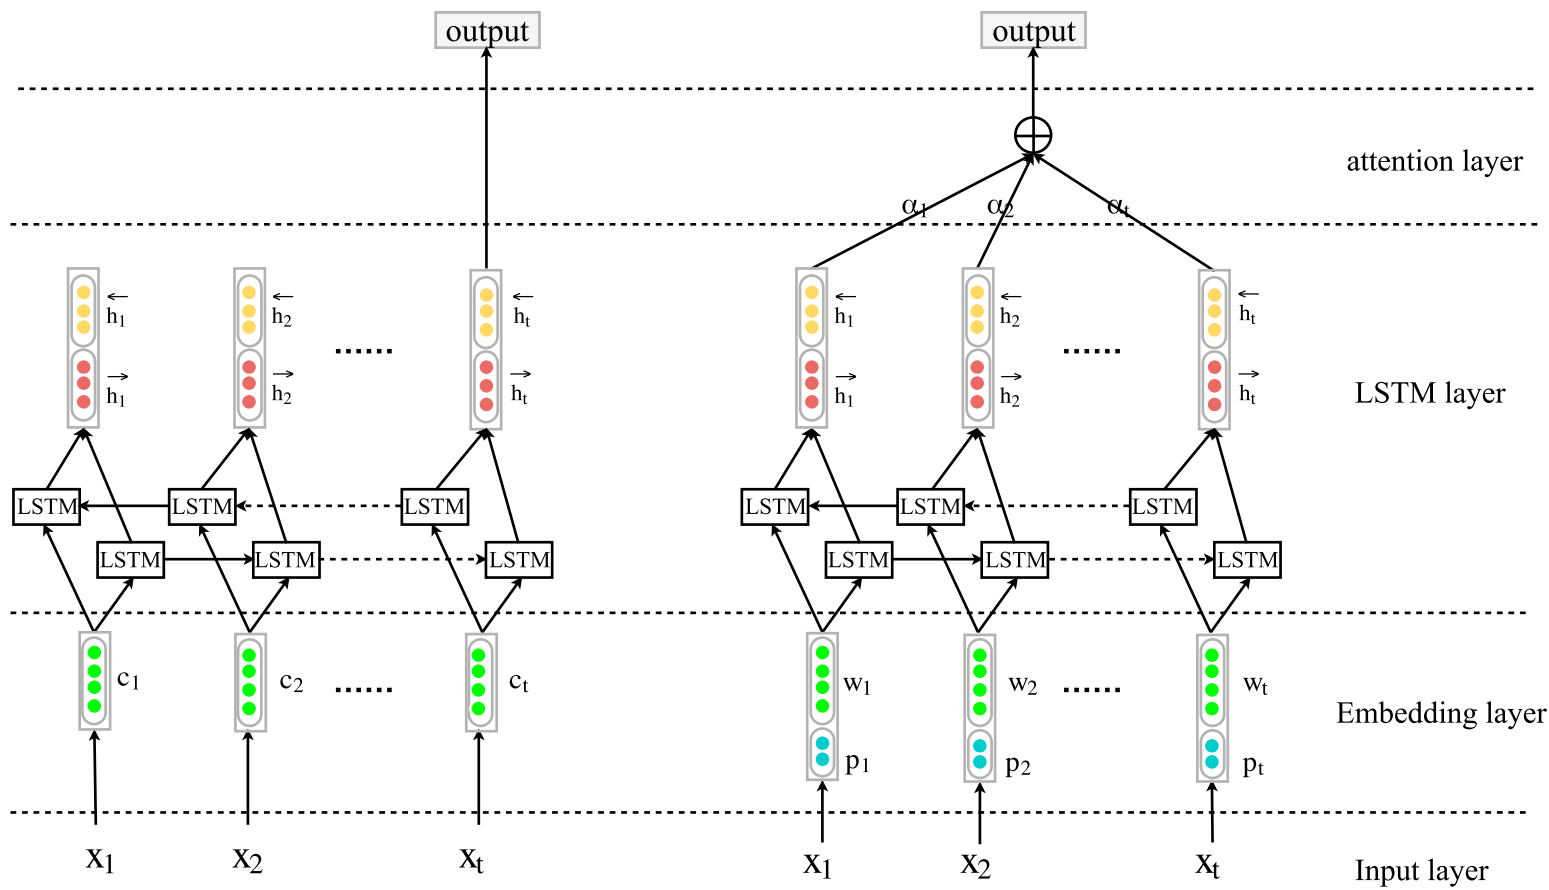 output output
attention layer
α1 α2 αt
h1 h2 ht h1 h2 ht
......
......
h1 h2 ht h1 h2 ht
LSTM layer
LSTM LSTM LSTM LSTM LSTM LSTM
LSTM LSTM LSTM LSTM LSTM LSTM
c1 c2 ...... ct w1 w2 ...... wt
Embedding layer
p1 p2 pt
x1 x2 xt x1 x2 xt
Input layer